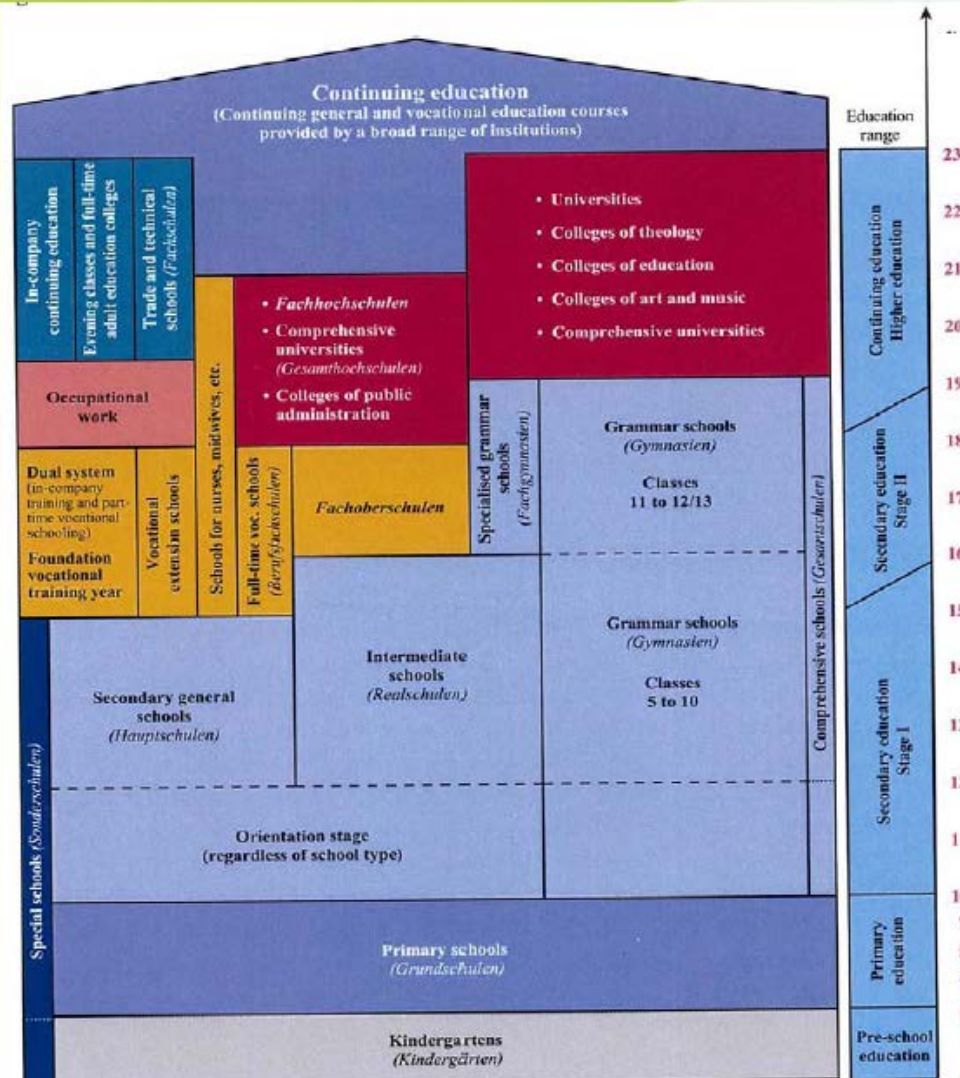 Continuing education
(Continuing general and vocational education courses
provided by a broad range of institutions)
Education
range
In-company
continuing education
Evening classes and full-time
adult education colleges
Trade and technical
schools (Fachschulen)
• Universities
• Colleges of theology
• Colleges of education
• Colleges of art and music
• Comprehensive universities
• Fachhochschulen
• Comprehensive
universities
(Gesamthochschulen)
• Colleges of public
administration
Occupational
work
Dual system
(in-company
training and part-
time vocational
schooling)
Foundation
vocational
training year
Vocational
extension schools
Schools for nurses, midwives, etc.
Full-time voc. schools
(Berufsfachschulen)
Fachoberschulen
Specialised grammar
schools
(Fachgymnasien)
Grammar schools
(Gymnasien)
Classes
11 to 12/13
Grammar schools
(Gymnasien)
Classes
5 to 10
Comprehensive schools (Gesamtschulen)
Intermediate
schools
(Realschulen)
Secondary general
schools
(Hauptschulen)
Orientation stage
(regardless of school type)
Special schools (Sonderschulen)
Primary schools
(Grundschulen)
Kindergartens
(Kindergärten)
Continuing education
Higher education
Secondary education
Stage II
Secondary education
Stage I
Primary
education
Pre-school
education
23
22
21
20
19
18
17
16